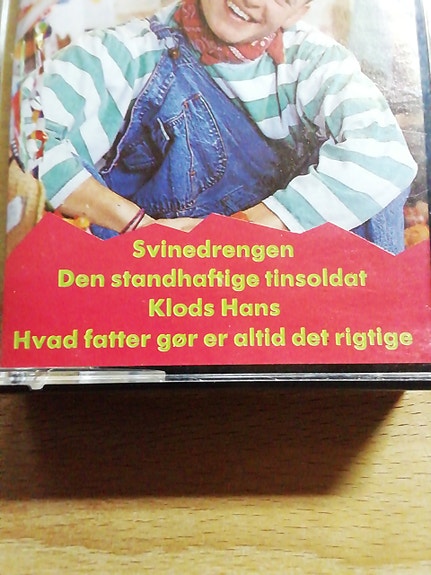 Svinedrengen
Den standhaftige tinsoldat
Klods Hans
Hvad fatter gør er altid det rigtige